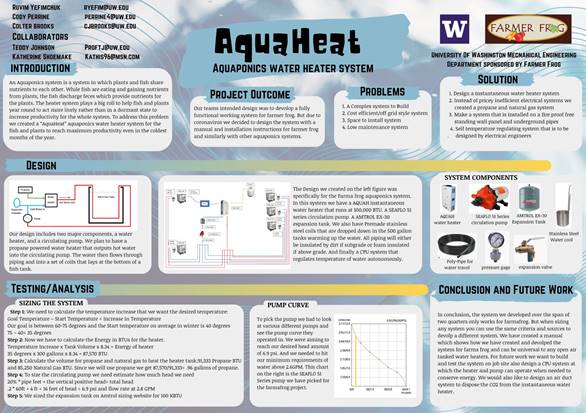 Ruvim Yefimchuk ryefim@uw.edu
Cody Perrine perrine4@uw.edu
Colter Brooks cjbrooks@uw.edu
Collaborators
Teddy Johnson Proftj@uw.edu
Katherine Shoemake kathis96@msn.com
AquaHeat
Aquaponics Water Heater System
W
Farmer Frog
University Of Washington Mechanical Engineering
Department sponsored by Farmer Frog
Introduction
An Aquaponics system is a system in which plants and fish share
nutrients to each other. While fish are eating and gaining nutrients
from plants, the fish discharge feces which provide nutrients for
the plants. The heater system plays a big roll to help fish and plants
year round to act more lively rather than in a dormant state to
increase productivity for the whole system. To address this problem
we created a "AquaHeat" aquaponics water heater system for the
fish and plants to reach maximum productivity even in the coldest
months of the year.
Project Outcome
Our teams intended design was to develop a fully
functional working system for farmer frog. But due to
coronavirus we decided to design the system with a
manual and installation instructions for farmer frog
and similarly with other aquaponics systems.
Problems
1. A Complex system to Build
2. Cost efficient/off grid style system
3. Space to install system
4. Low maintenance system
Solution
1. Design a instantaneous water heater system
2. Instead of pricey inefficient electrical systems we
created a propane and natural gas system
3. Make a system that is installed on a fire proof free
standing wall panel and underground pipes
4. Self temperature regulating system that is to be
designed by electrical engineers
Design
Our design includes two major components, a water
heater, and a circulating pump. We plan to have a
propane powered water heater that outputs hot water
into the circulating pump. The water then flows through
piping and into a set of coils that lays at the bottom of a
fish tank.
The Design we created on the left figure was
specifically for the Farma frog aquaponics system.
In this system we have a AQUAH instantaneous
water heater that runs at 100,000 BTU. A SEAFLO 51
series circulation pump. A AMTROL EX-30
expansion tank. We also have Premade stainless
steel coils that are dropped down in the 500 gallon
tanks warming up the water. All piping will either
be insulated by dirt if subgrade or foam insulated
if above grade. And finally a CPU system that
regulates temperature of water autonomously.
System Components
AQUAH
water heater
SEAFLO 51 Series
circulation Pump
AMTROL EX-30
Expansion Tank
Stainless Steel
Water cool
Poly-Pipe for
water travel
pressure gage
expansion valve
Testing/Analysis
Sizing the System
Step 1: We need to calculate the temperature increase that we want the desired temperature:
Goal Temperature – Start Temperature = Increase in Temperature
Our goal is between 60-75 degrees and the Start temperature on average in winter is 40 degrees
75 – 40= 35 degrees
Step 2: Now we have to calculate the Energy in BTUs for the heater.
Temperature Increase x Tank Volume x 8.34 = Energy of heater
35 degrees x 300 gallons x 8.34 = 87,570 BTU
Step 3: Calculate the volume for propane and natural gas to heat the heater tank;91,333 Propane BTU
and 85,250 Natural Gas BTU. Since we will use propane we get 87,570/91,333= .96 gallons of propane.
Step 4: To size the circulating pump we need estimate how much head we need
20% * pipe feet + the vertical positive head= total head
.2 * 60ft + 4 ft = 16 feet of head = 6.9 psi and flow rate at 2.8 GPM
Step 5: We sized the expansion tank on Amtrol sizing website for 100 KBTU
Pump Curve
To pick the pump we had to look
at various pumps and see
the pump curve they
operated in. We were aiming to
reach our desired head amount
of 6.9 psi. And we needed to hit
our minimum requirements of
water above 2.6GPM. This chart
on the right is the SEAFLO 51
Series pump we have picked for
the farmafrog project.
Conclusion and Future Work
In conclusion, the system we developed over the span of
two quarters only works for farmafrog. But when sizing
any system you can use the same criteria and sources to
develop a different system. We have created a manual
which shows how we have created and devolped the
system for farma frog and can be universal to any open air
tanked water heaters. For future work we want to build
and test the system on job site also design a CPU system at
which the heater and pump can operate when needed to
conserve energy. We would also like to design an air duct
system to dispose the CO2 from the instantaneous water
heater.